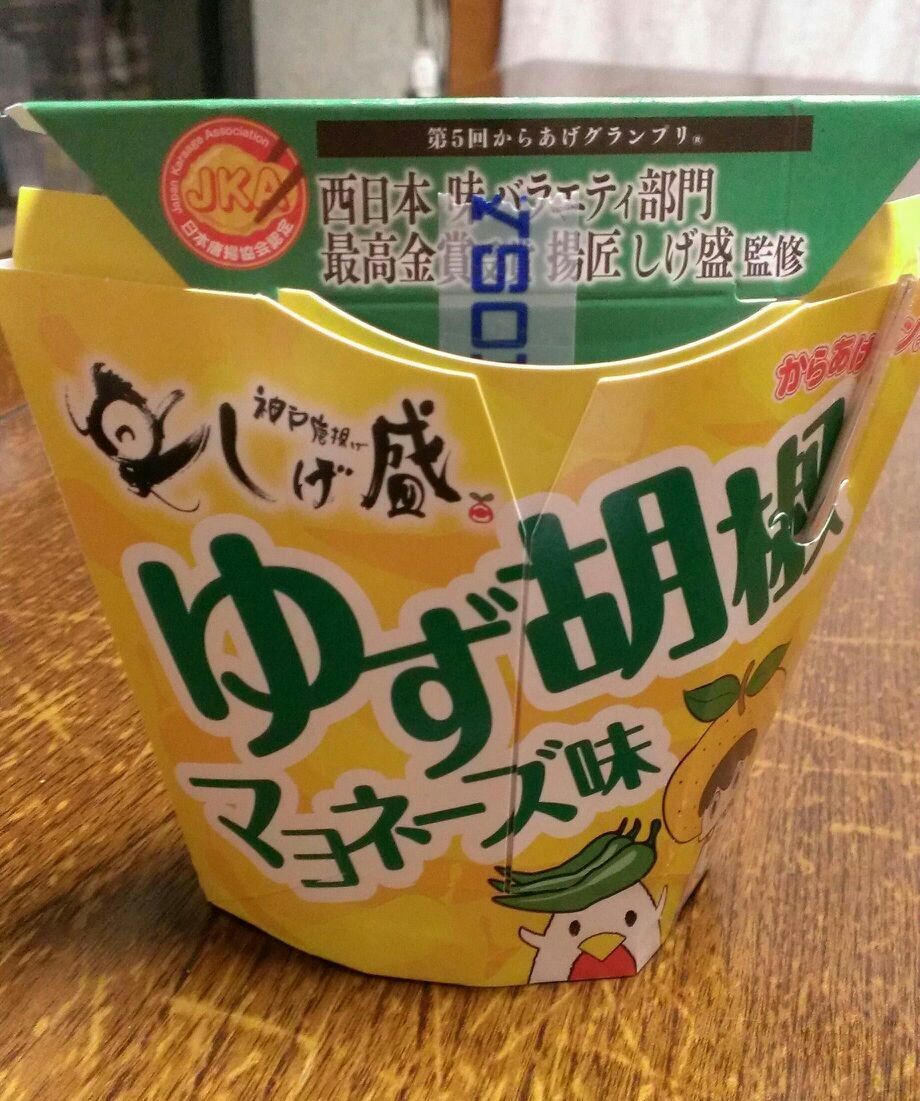 第5回からあげグランプリ®
西日本 味バラエティ部門
最高金賞 揚匠しげ盛 監修
Japan Karaage Association
JKA
日本唐揚協会認定
からあげ
神戸唐揚げ
しげ盛
ゆず胡椒
マヨネーズ味